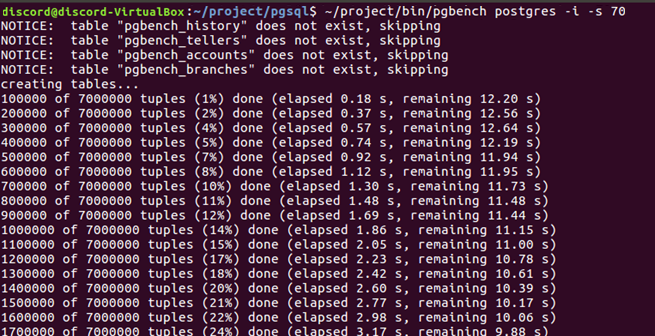 discord@discord-VirtualBox:~/project/pgsql$ ~/project/bin/pgbench postgres -i -s 70
NOTICE:  table "pgbench_history" does not exist, skipping
NOTICE:  table "pgbench_tellers" does not exist, skipping
NOTICE:  table "pgbench_accounts" does not exist, skipping
NOTICE:  table "pgbench_branches" does not exist, skipping
creating tables...
100000 of 7000000 tuples (1%) done (elapsed 0.18 s, remaining 12.20 s)
200000 of 7000000 tuples (2%) done (elapsed 0.37 s, remaining 12.56 s)
300000 of 7000000 tuples (4%) done (elapsed 0.57 s, remaining 12.64 s)
400000 of 7000000 tuples (5%) done (elapsed 0.74 s, remaining 12.19 s)
500000 of 7000000 tuples (7%) done (elapsed 0.92 s, remaining 11.94 s)
600000 of 7000000 tuples (8%) done (elapsed 1.12 s, remaining 11.95 s)
700000 of 7000000 tuples (10%) done (elapsed 1.30 s, remaining 11.73 s)
800000 of 7000000 tuples (11%) done (elapsed 1.48 s, remaining 11.48 s)
900000 of 7000000 tuples (12%) done (elapsed 1.69 s, remaining 11.44 s)
1000000 of 7000000 tuples (14%) done (elapsed 1.86 s, remaining 11.15 s)
1100000 of 7000000 tuples (15%) done (elapsed 2.05 s, remaining 11.00 s)
1200000 of 7000000 tuples (17%) done (elapsed 2.23 s, remaining 10.78 s)
1300000 of 7000000 tuples (18%) done (elapsed 2.42 s, remaining 10.61 s)
1400000 of 7000000 tuples (20%) done (elapsed 2.60 s, remaining 10.39 s)
1500000 of 7000000 tuples (21%) done (elapsed 2.77 s, remaining 10.17 s)
1600000 of 7000000 tuples (22%) done (elapsed 2.98 s, remaining 10.06 s)
1700000 of 7000000 tuples (24%) done (elapsed 3.17 s, remaining 9.88 s)